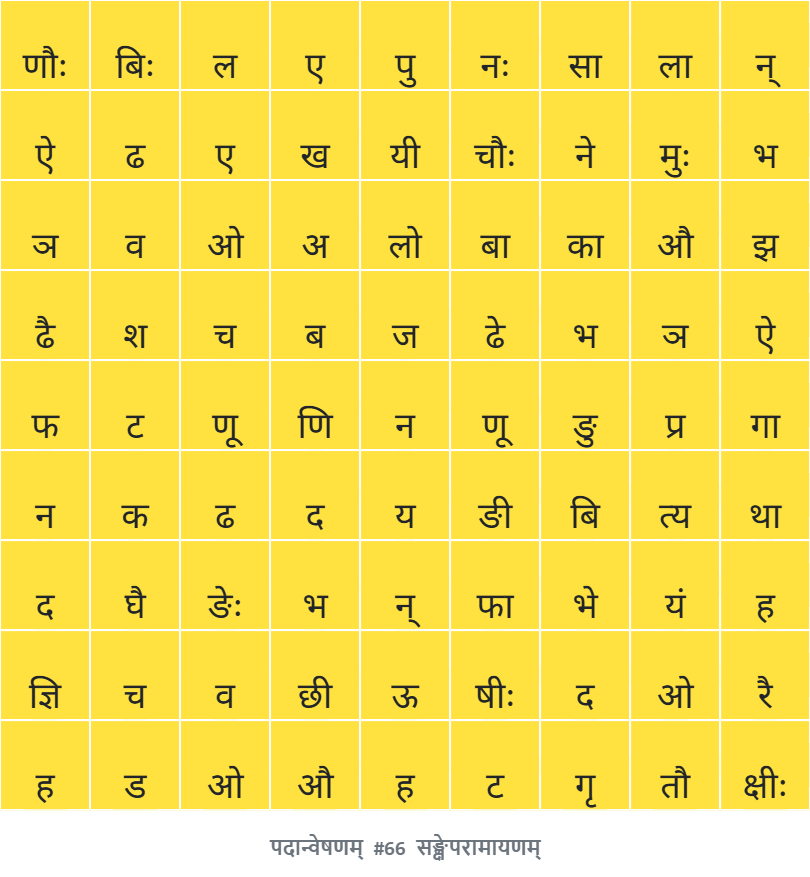 णौः बिः ल ए पु नः सा ला न्
ऐ ढ ए ख यी चौः ने मुः भ
ञ व ओ अ लो बा का औ झ
ढै श च ब ज ढे भ ञ ऐ
फ ट णू णि न णू ङु प्र गा
न क ढ द य ङी बि त्य था
द घै ङेः भ न् फा भे यं ह
ज्ञि च व छी ऊ षीः द ओ रै
ह ड ओ औ ह ट गृ तौ क्षीः
पदान्वेषणम् #66 सङ्क्षेपरामायणम्